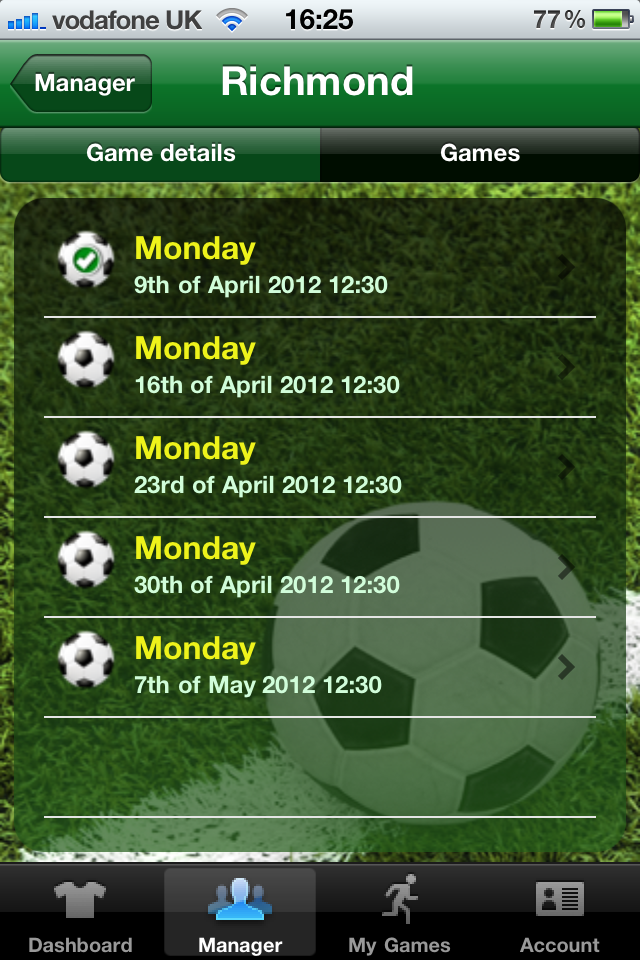 vodafone UK 16:25 77%
Manager Richmond
Game details Games
Monday
9th of April 2012 12:30
Monday
16th of April 2012 12:30
Monday
23rd of April 2012 12:30
Monday
30th of April 2012 12:30
Monday
7th of May 2012 12:30
Dashboard Manager My Games Account